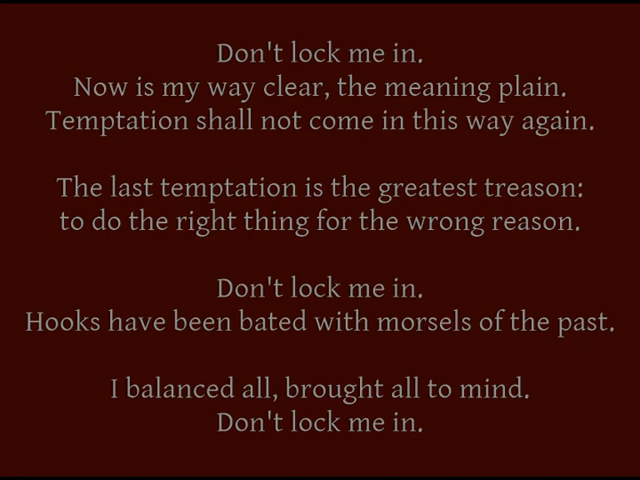 Don't lock me in.
Now is my way clear, the meaning plain.
Temptation shall not come in this way again.
The last temptation is the greatest treason:
to do the right thing for the wrong reason.
Don't lock me in.
Hooks have been bated with morsels of the past.
I balanced all, brought all to mind.
Don't lock me in.